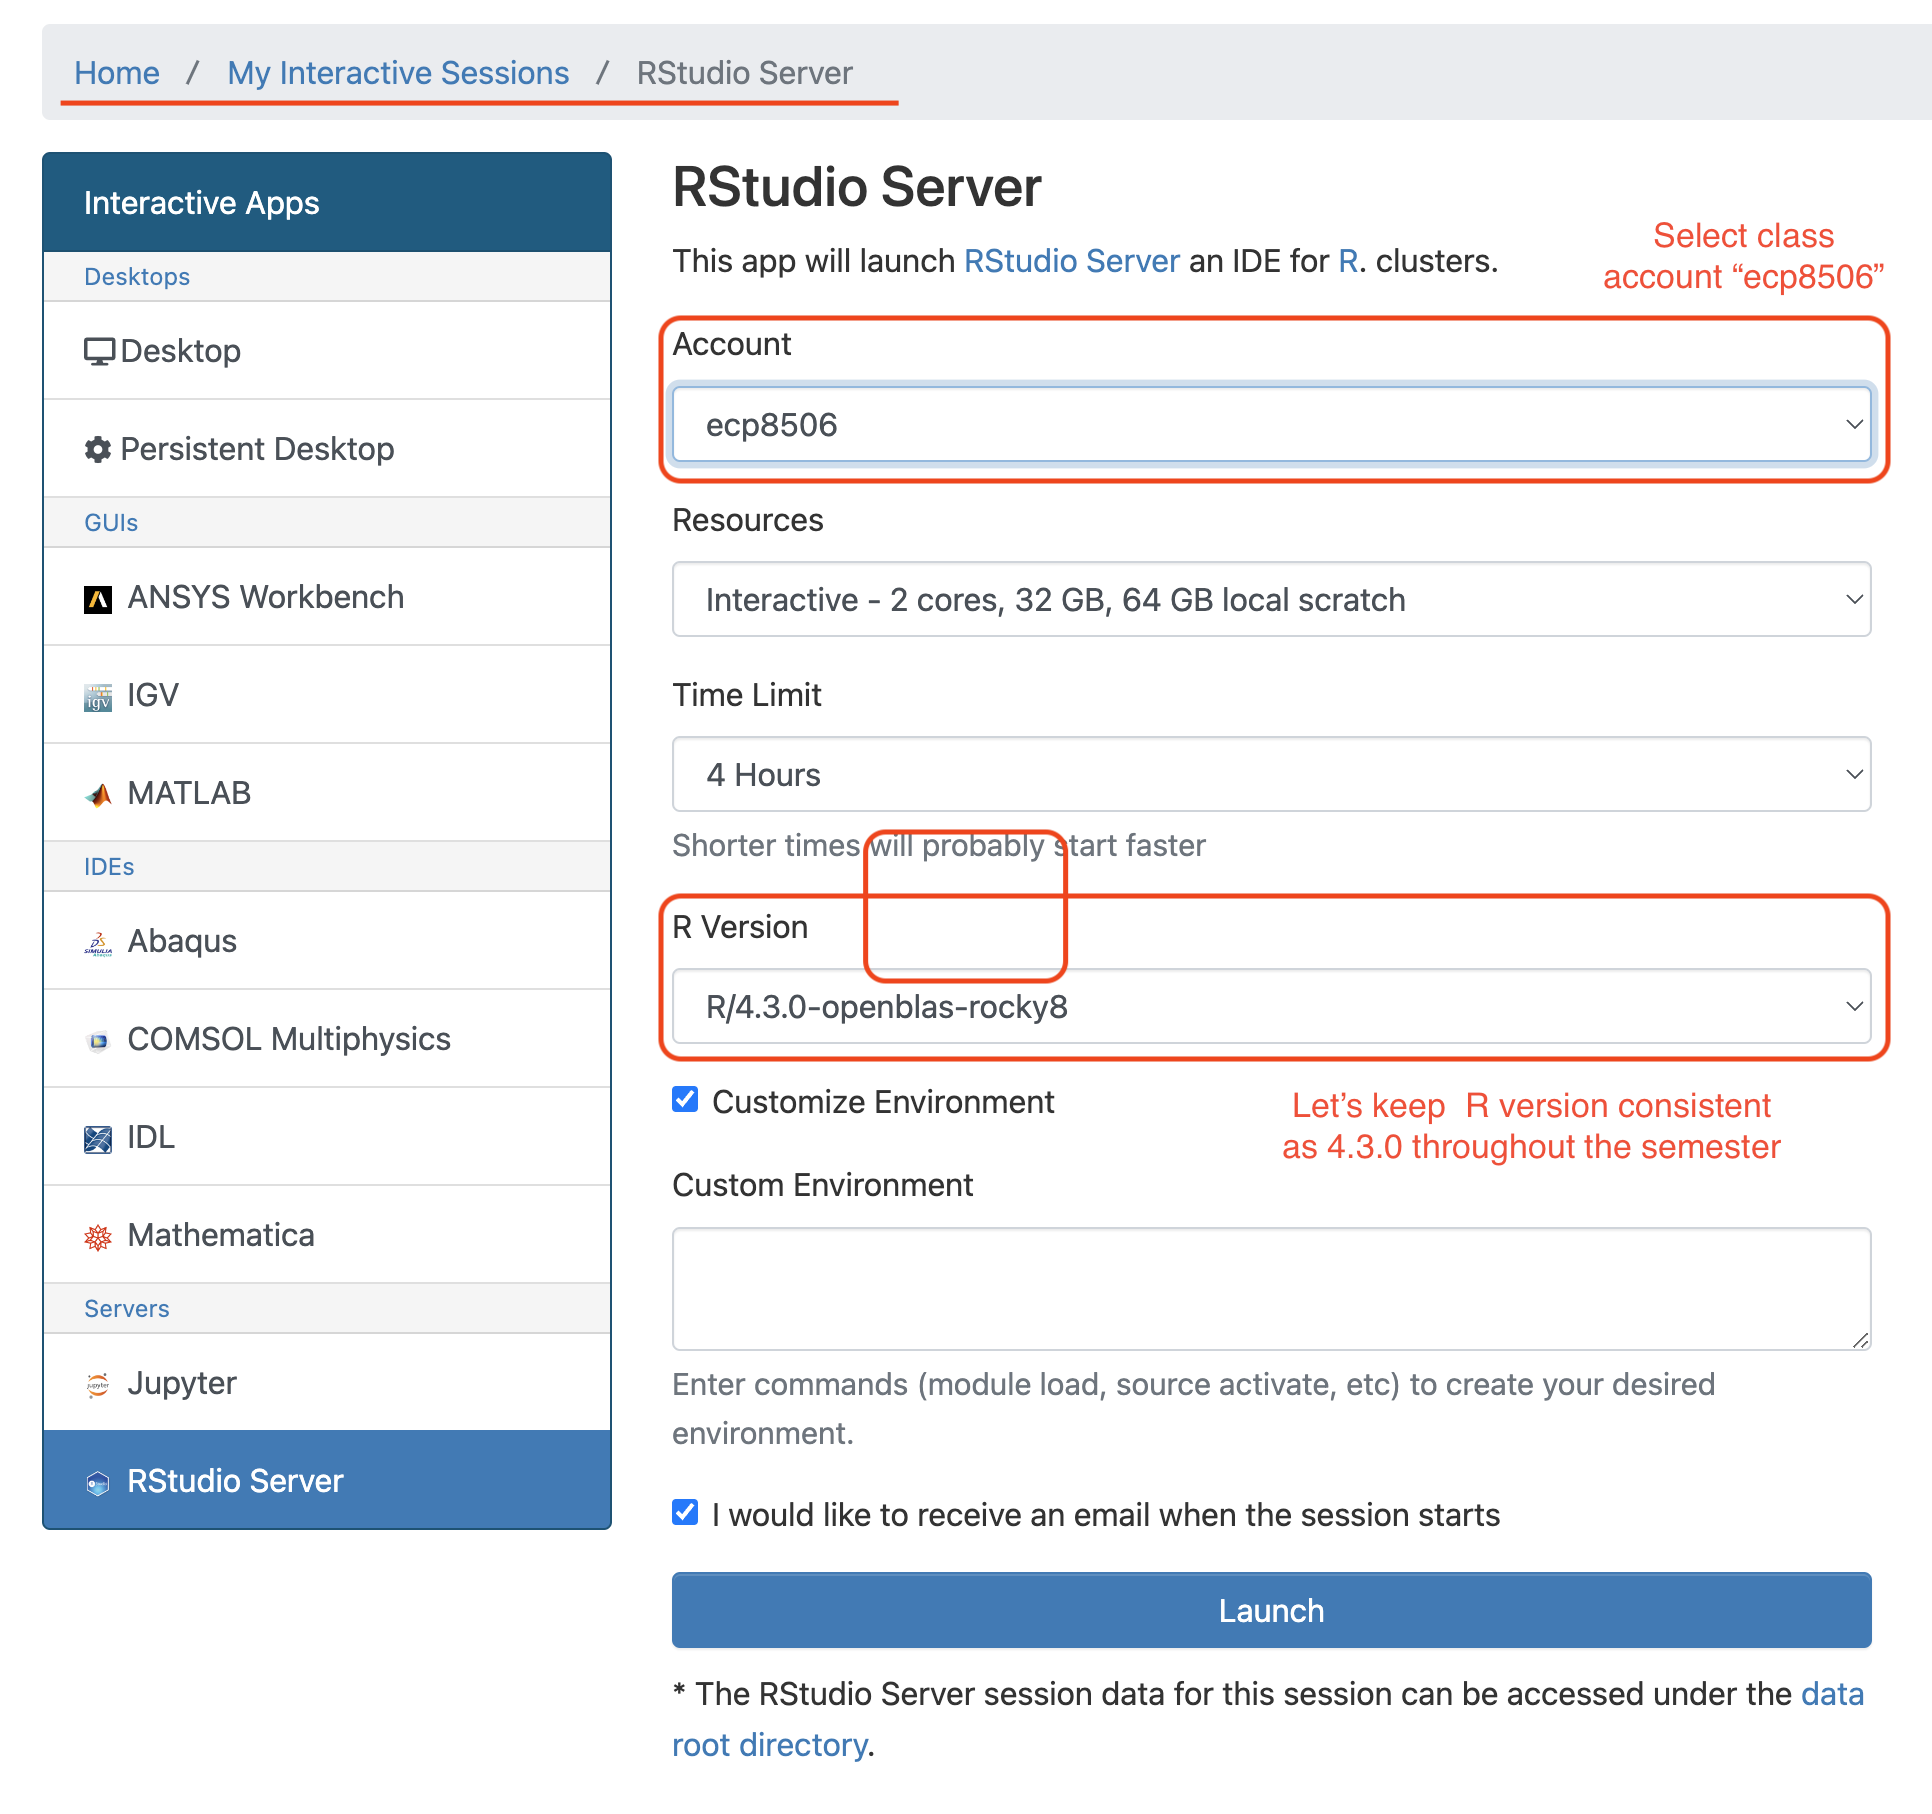 Home / My Interactive Sessions / RStudio Server
Interactive Apps
Desktops
Desktop
Persistent Desktop
GUIs
ANSYS Workbench
igv IGV
MATLAB
IDEs
Abaqus
COMSOL Multiphysics
IDL
Mathematica
Servers
Jupyter
RStudio Server
RStudio Server
This app will launch RStudio Server an IDE for R. clusters.
Select class
account “ecp8506”
Account
ecp8506
Resources
Interactive - 2 cores, 32 GB, 64 GB local scratch
Time Limit
4 Hours
Shorter times will probably start faster
R Version
R/4.3.0-openblas-rocky8
Customize Environment
Let’s keep R version consistent
as 4.3.0 throughout the semester
Custom Environment
Enter commands (module load, source activate, etc) to create your desired
environment.
I would like to receive an email when the session starts
Launch
* The RStudio Server session data for this session can be accessed under the data
root directory.